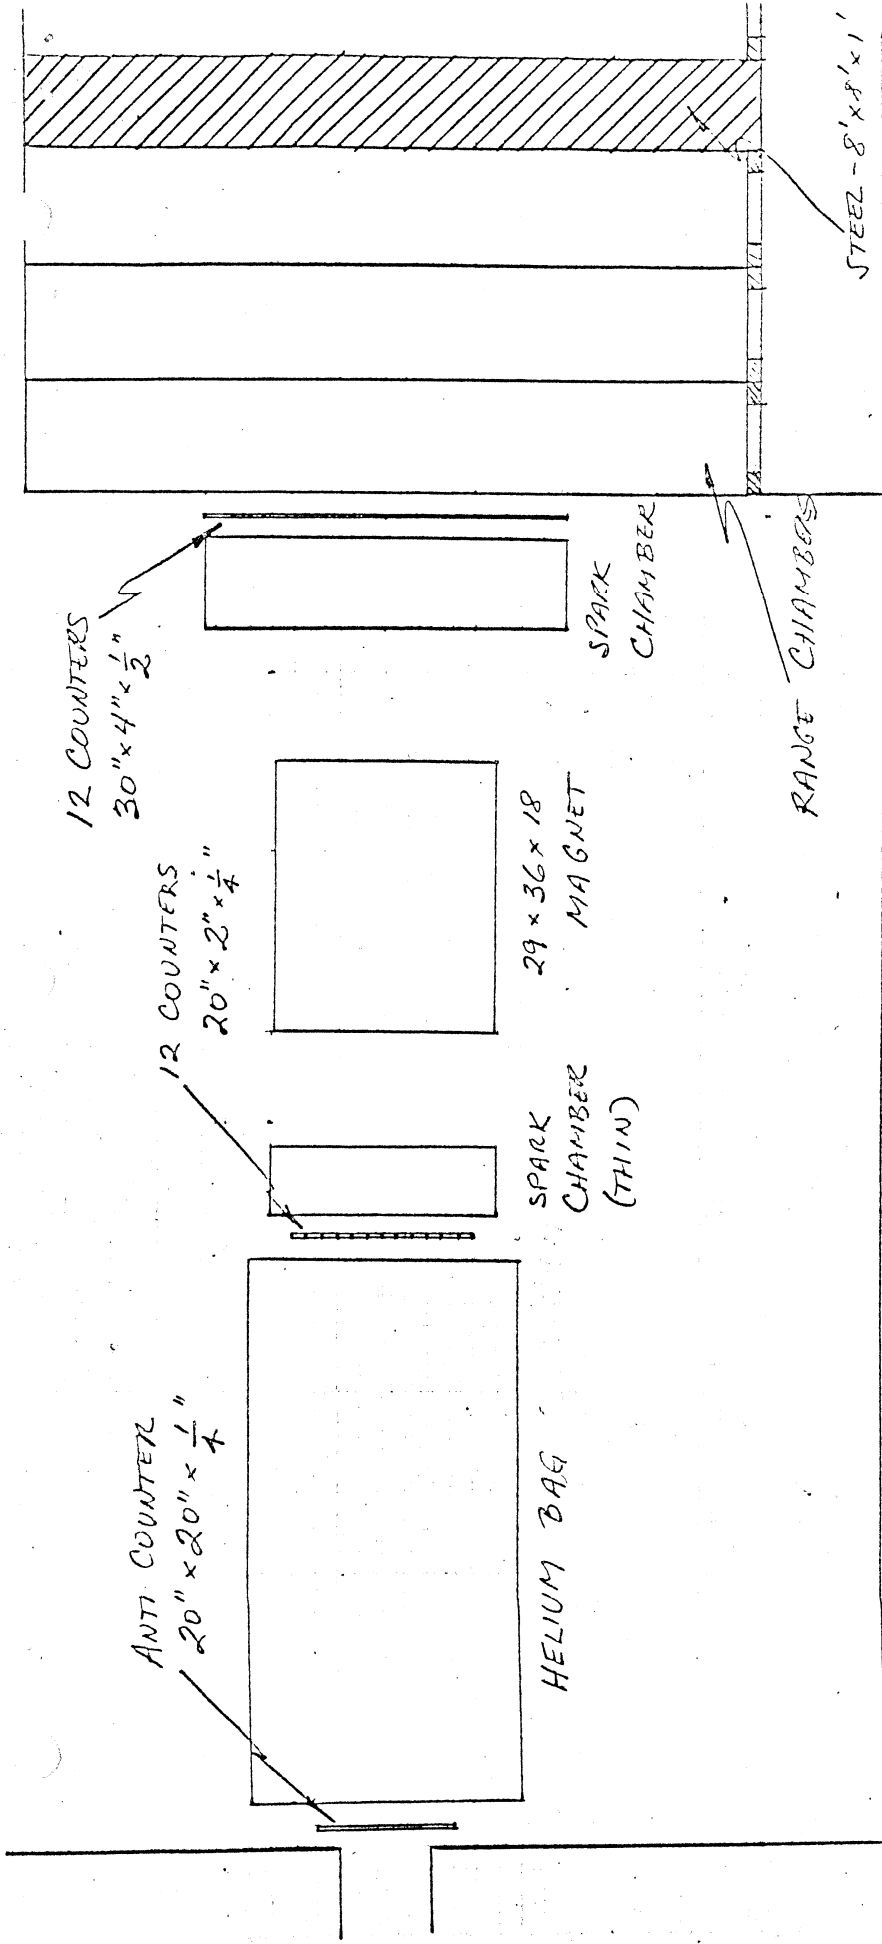 ANTI COUNTER
20" x 20" x 1/4"
12 COUNTERS
20" x 2" x 1/4"
12 COUNTERS
30" x 4" x 1/2"
HELIUM BAG
SPARK
CHAMBER
(THIN)
29 x 36 x 18
MAGNET
SPARK
CHAMBER
RANGE CHAMBERS
STEEL - 8' x 8' x 1'